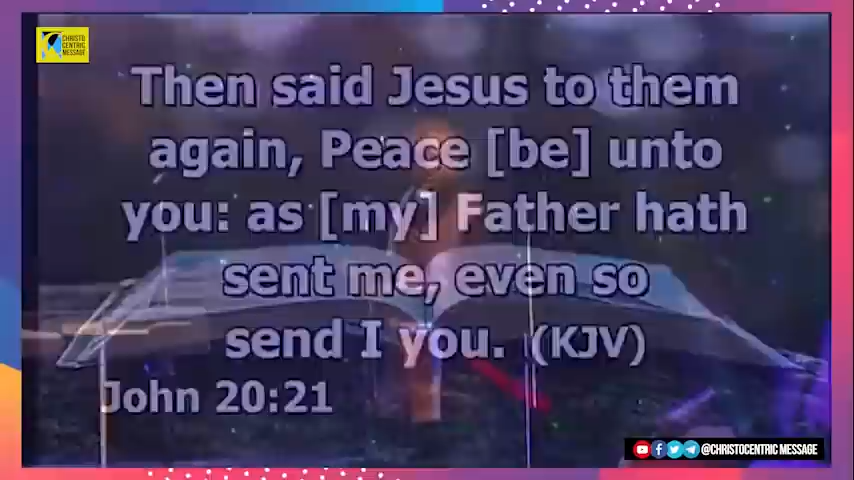 CHRISTO
CENTRIC
MESSAGE
Then said Jesus to them
again, Peace [be] unto
you: as [my] Father hath
sent me, even so
send I you. (KJV)
John 20:21
@CHRISTOCENTRIC MESSAGE